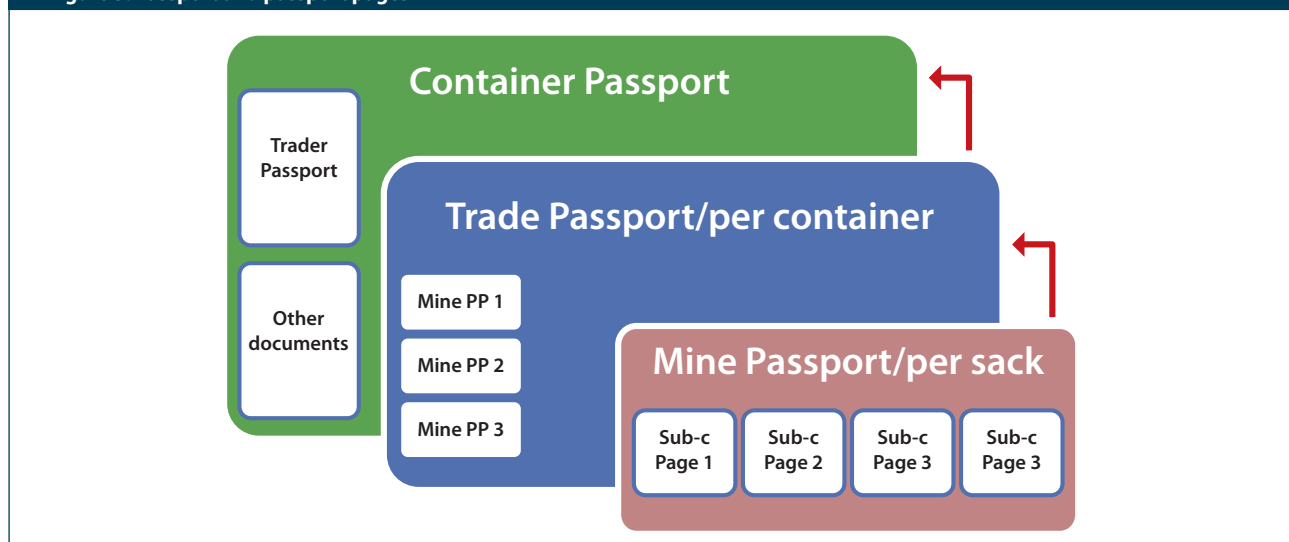 Container Passport
Trader
Passport
Other
documents
Trade Passport/per container
Mine PP 1
Mine PP 2
Mine PP 3
Mine Passport/per sack
Sub-c
Page 1
Sub-c
Page 2
Sub-c
Page 3
Sub-c
Page 3